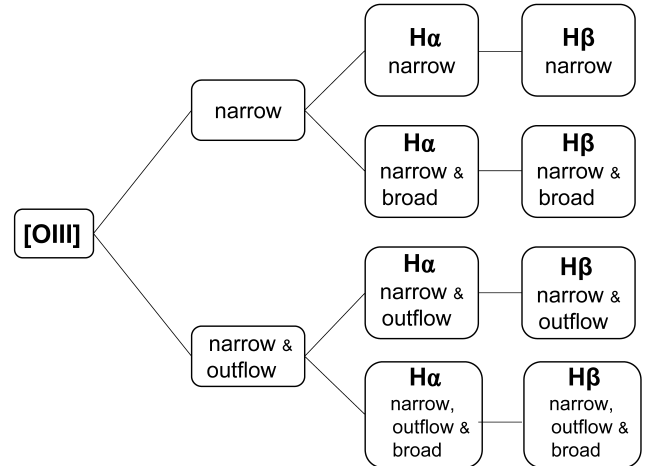 [OIII]
narrow
narrow &
outflow
Hα
narrow
Hβ
narrow
Hα
narrow &
broad
Hβ
narrow &
broad
Hα
narrow &
outflow
Hβ
narrow &
outflow
Hα
narrow,
outflow &
broad
Hβ
narrow,
outflow &
broad